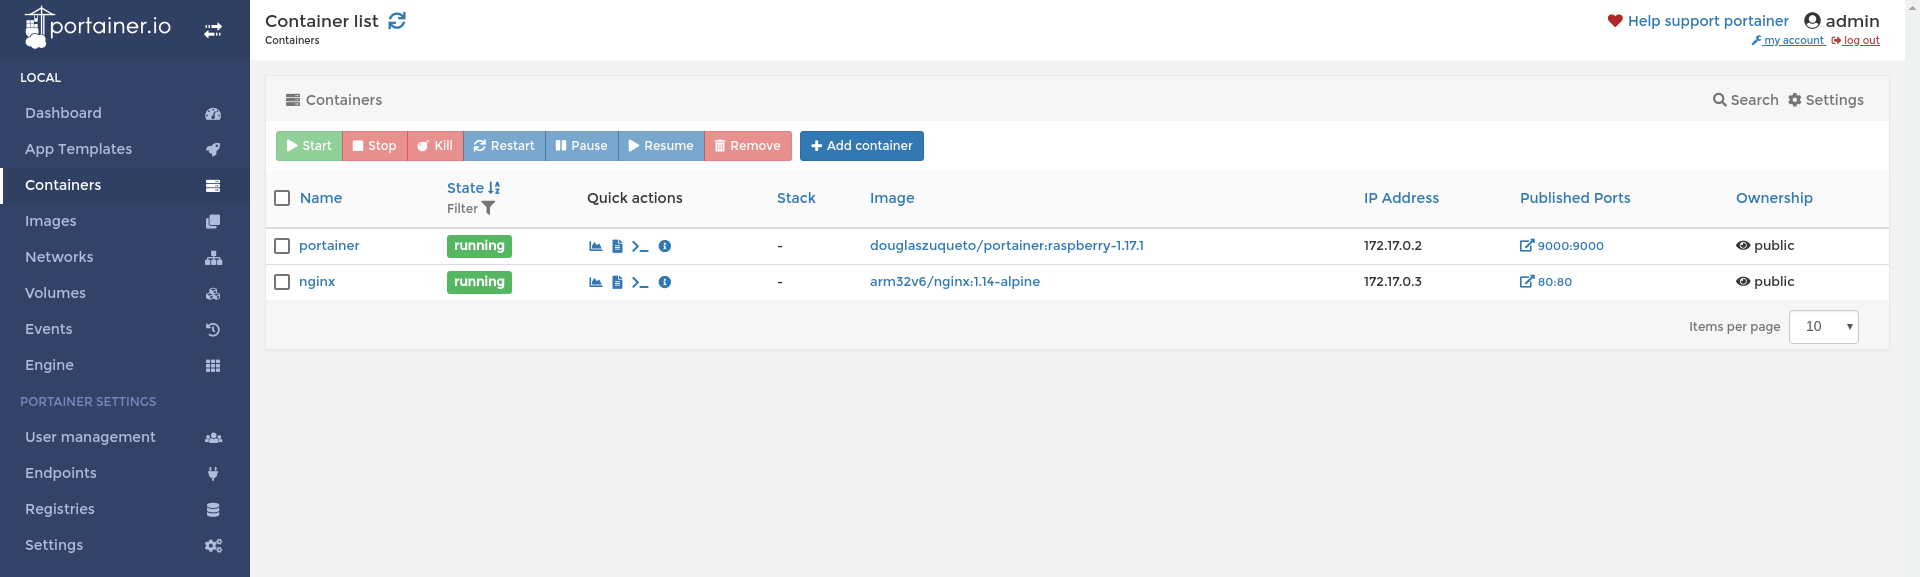 portainer.io
LOCAL
Dashboard
App Templates
Containers
Images
Networks
Volumes
Events
Engine
PORTAINER SETTINGS
User management
Endpoints
Registries
Settings
Container list
Containers
Help support portainer admin
my account log out
Containers
Search Settings
Start Stop Kill Restart Pause Resume Remove Add container
Name State Filter Quick actions Stack Image IP Address Published Ports Ownership
portainer running - douglaszuqueto/portainer:raspberry-1.17.1 172.17.0.2 9000:9000 public
nginx running - arm32v6/nginx:1.14-alpine 172.17.0.3 80:80 public
Items per page 10